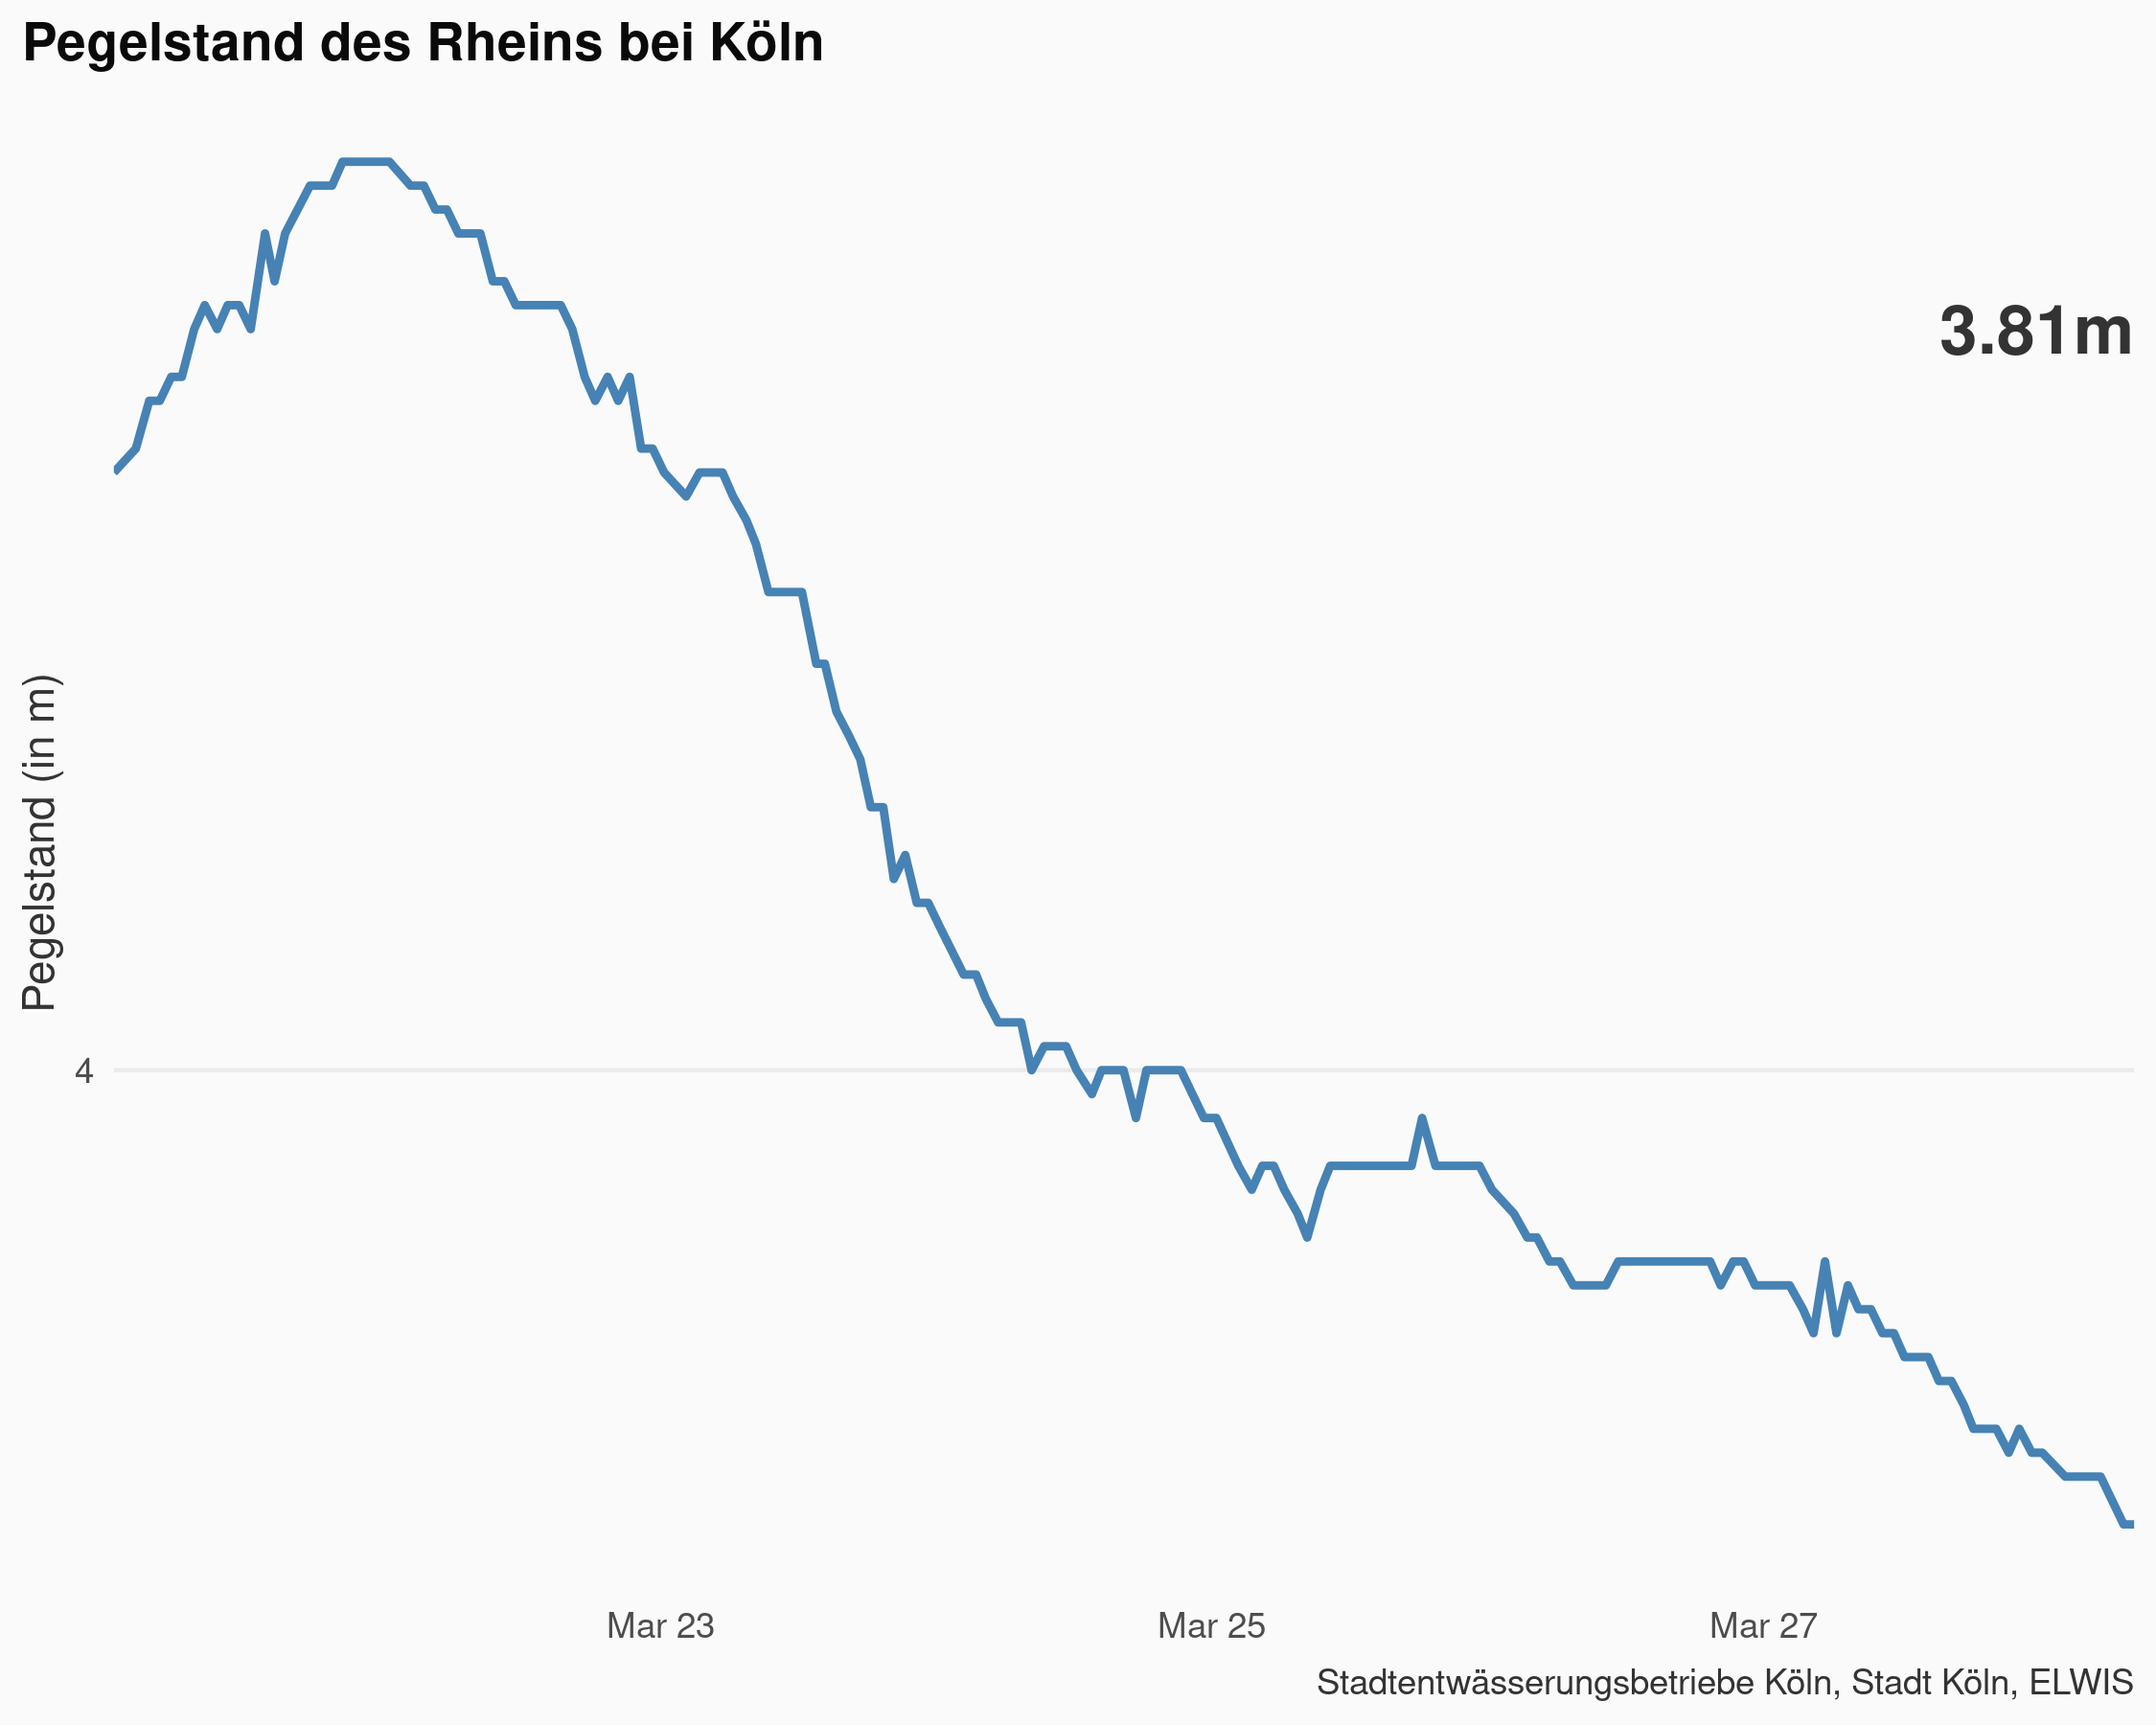 Pegelstand des Rheins bei Köln
3.81m
Pegelstand (in m)
4
Mar 23
Mar 25
Mar 27
Stadtentwässerungsbetriebe Köln, Stadt Köln, ELWIS